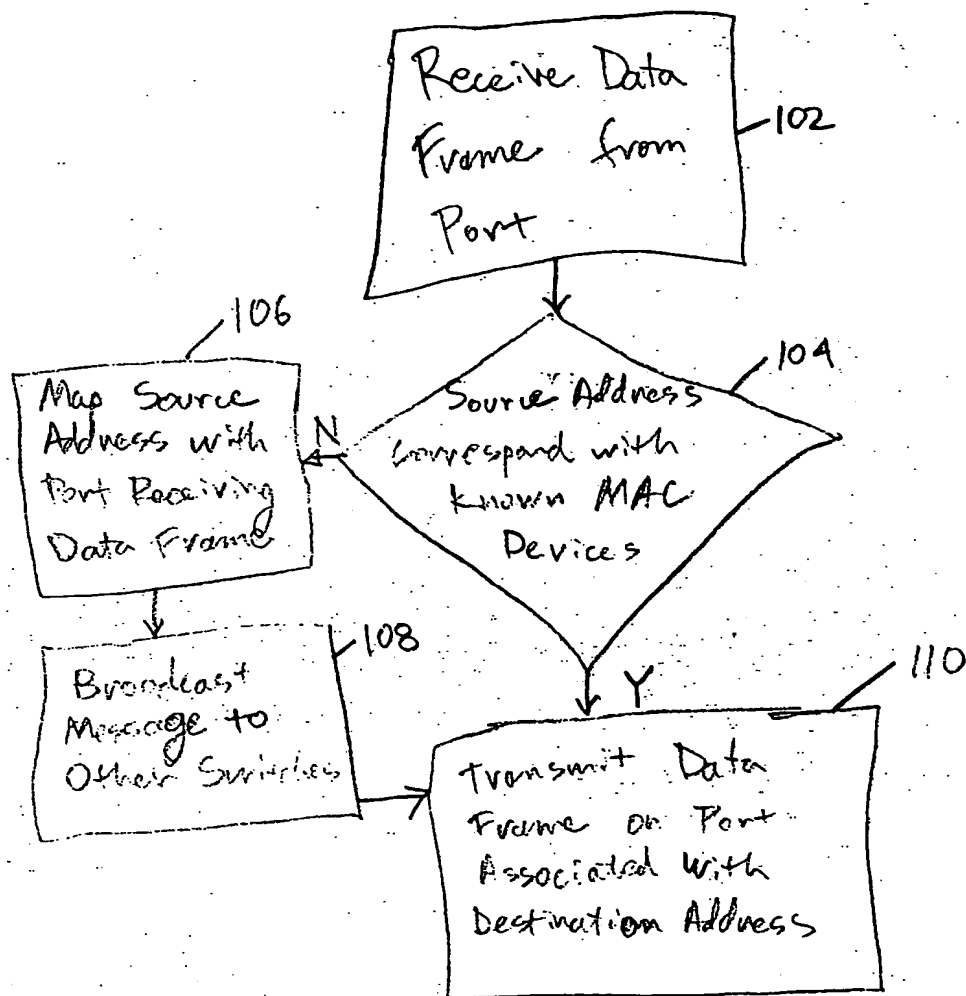 Receive Data
Frame from
Port
102
106
104
Map Source
Address with
Port Receiving
Data Frame
N
Source Address
correspond with
known MAC
Devices
108
Broadcast
Message to
Other Switches
Y
110
Transmit Data
Frame on Port
Associated with
Destination Address